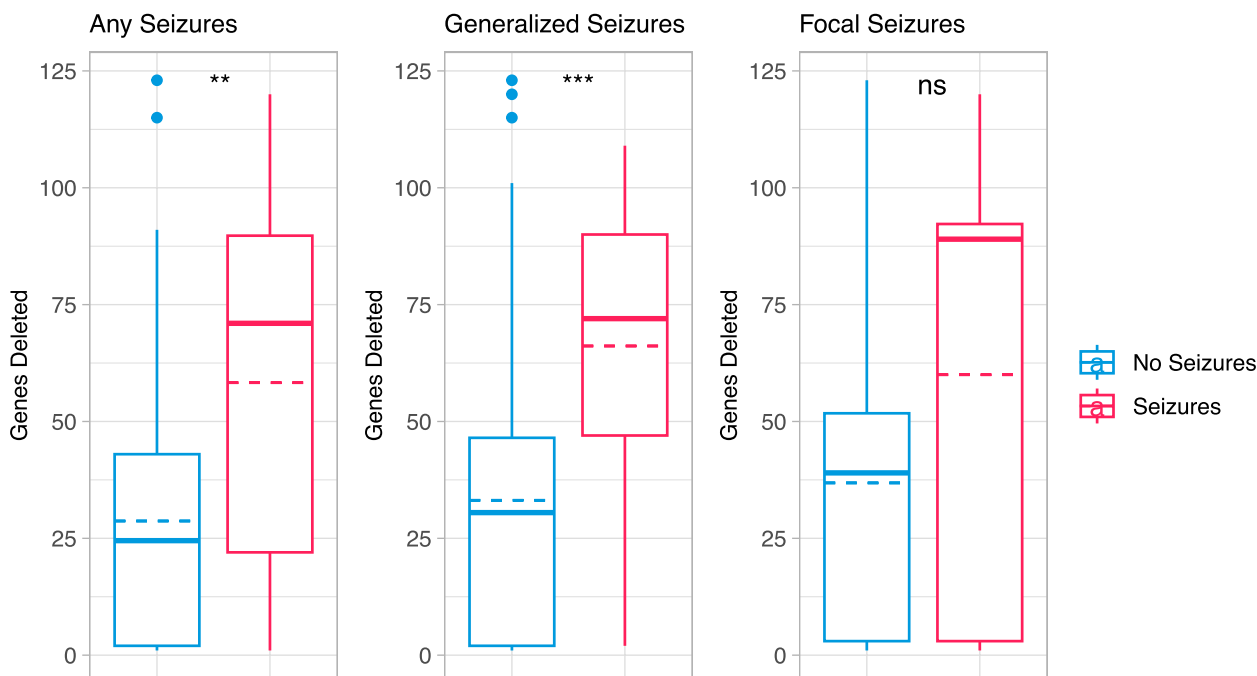 Any Seizures
Generalized Seizures
Focal Seizures
Genes Deleted
125
100
75
50
25
0
**
Genes Deleted
125
100
75
50
25
0
***
Genes Deleted
125
100
75
50
25
0
ns
a No Seizures
a Seizures